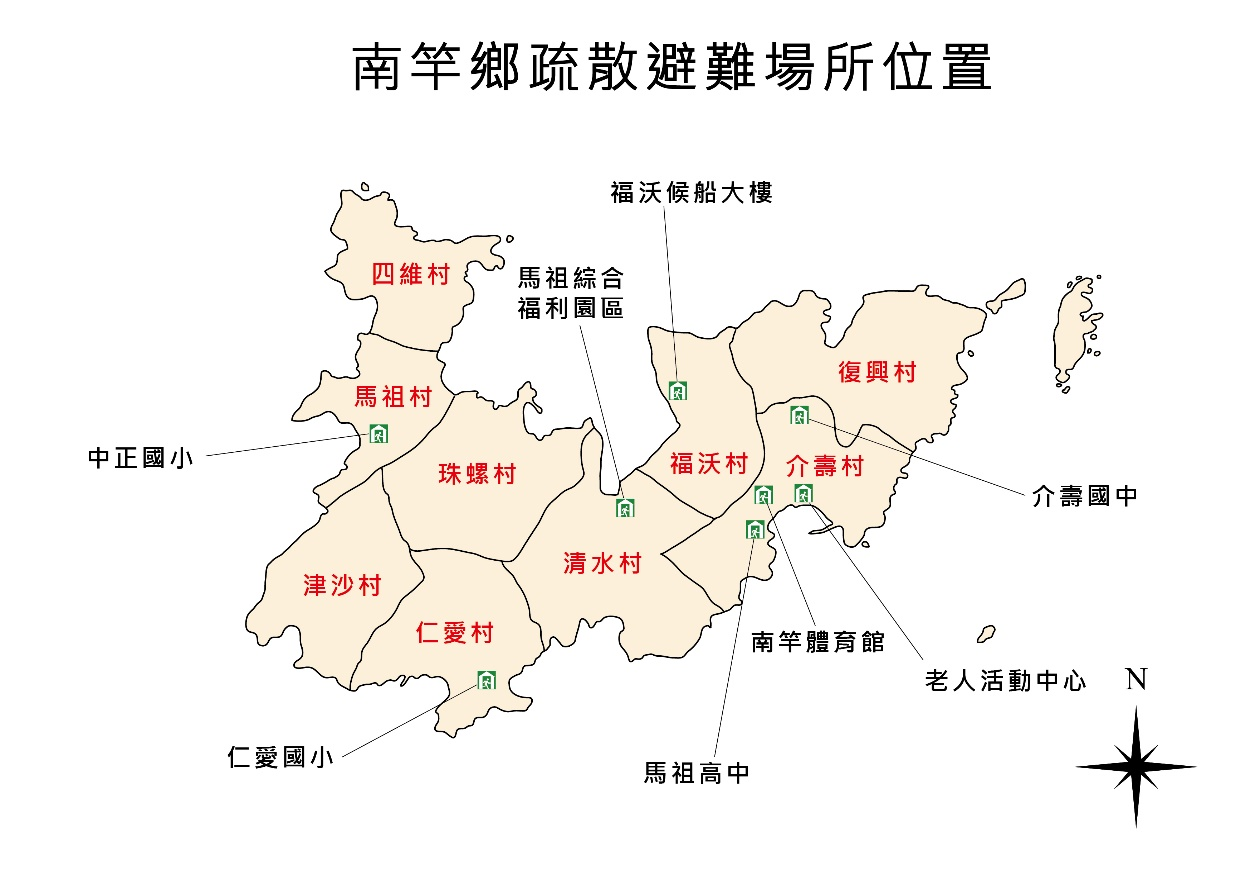 南竿鄉疏散避難場所位置
福沃候船大樓
四維村
馬祖綜合
福利園區
復興村
馬祖村
中正國小
珠螺村
福沃村
介壽村
介壽國中
清水村
津沙村
仁愛村
南竿體育館
老人活動中心
N
仁愛國小
馬祖高中